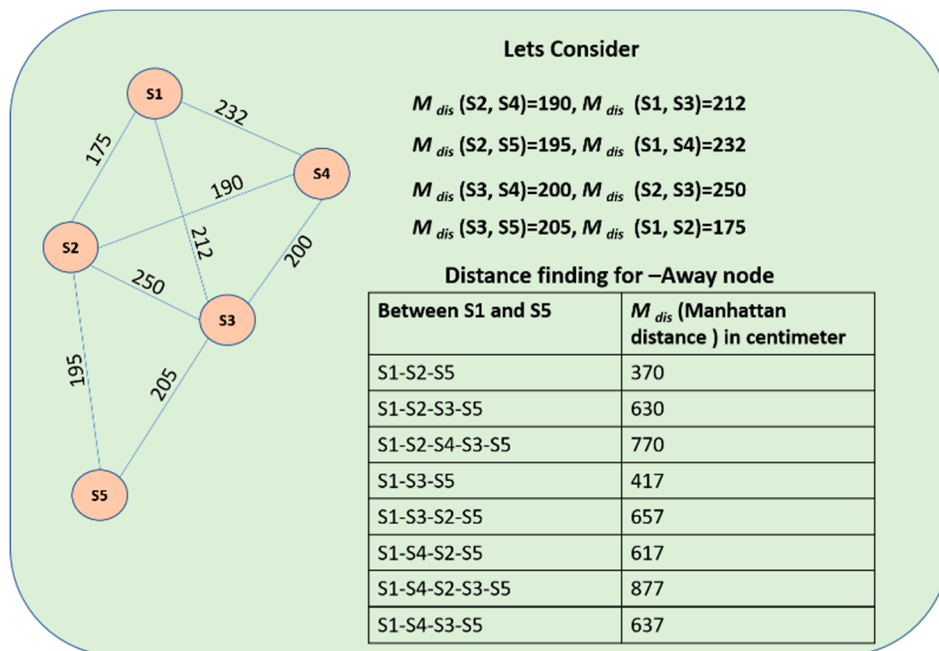 Lets Consider
S1
232
M dis (S2, S4)=190, M dis (S1, S3)=212
175
M dis (S2, S5)=195, M dis (S1, S4)=232
S4
190
M dis (S3, S4)=200, M dis (S2, S3)=250
M dis (S3, S5)=205, M dis (S1, S2)=175
S2
212
200
250
Distance finding for –Away node
S3
Between S1 and S5
M dis (Manhattan
distance ) in centimeter
195
205
S1-S2-S5 370
S1-S2-S3-S5 630
S1-S2-S4-S3-S5 770
S5
S1-S3-S5 417
S1-S3-S2-S5 657
S1-S4-S2-S5 617
S1-S4-S2-S3-S5 877
S1-S4-S3-S5 637